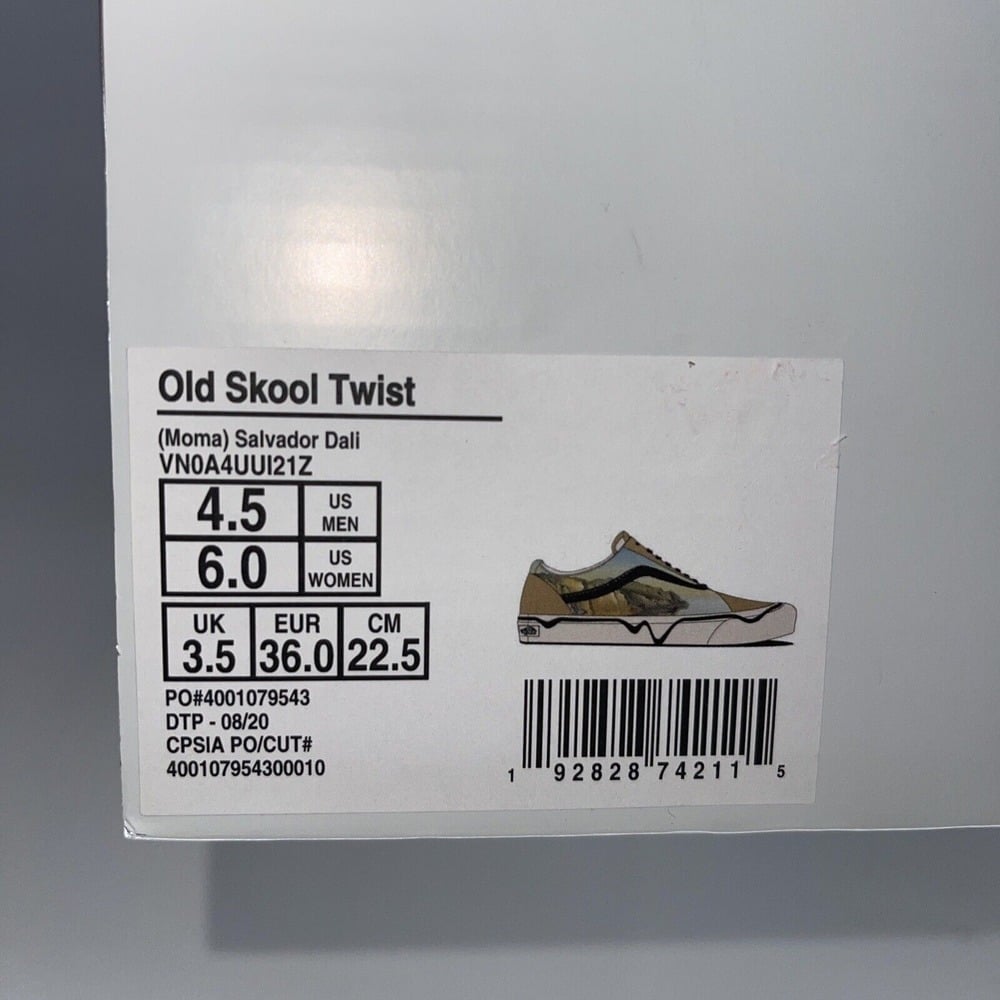 Old Skool Twist
(Moma) Salvador Dali
VN0A4UUI21Z
4.5 US MEN
6.0 US WOMEN
UK EUR CM
3.5 36.0 22.5
PO#4001079543
DTP - 08/20
CPSIA PO/CUT#
400107954300010
1 92828 74211 5